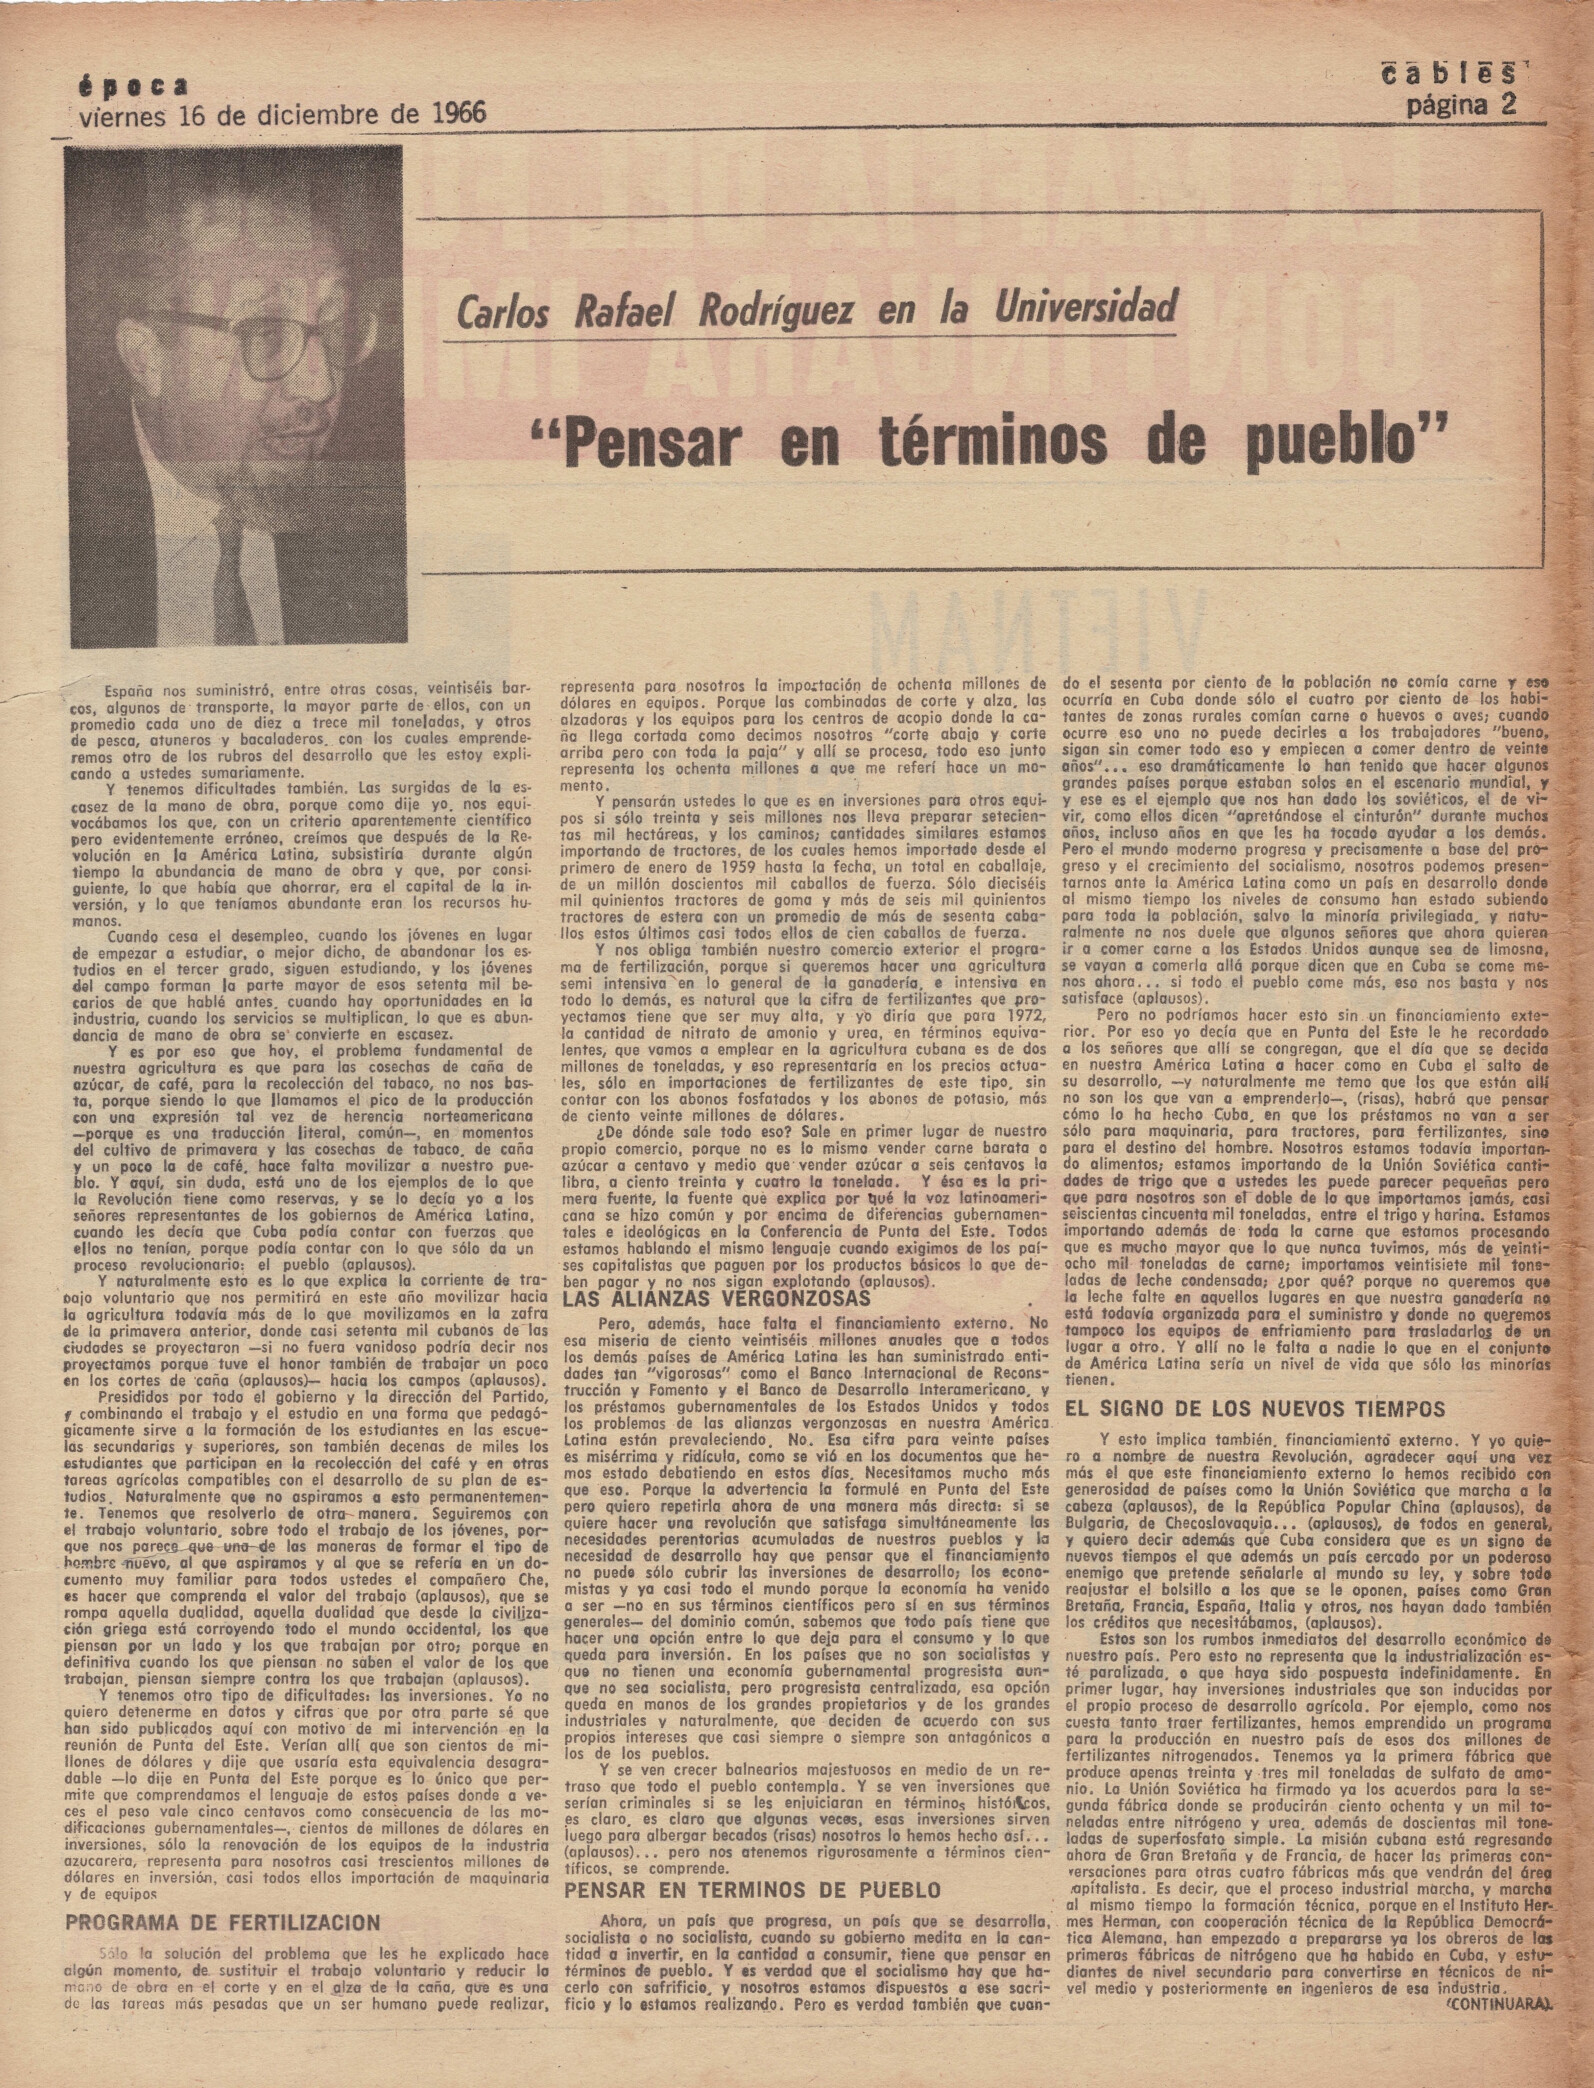 época
viernes 16 de diciembre de 1966
cables
página 2
Carlos Rafael Rodríguez en la Universidad
“Pensar en términos de pueblo”
España nos suministró, entre otras cosas, veintiséis bar-
cos, algunos de transporte, la mayor parte de ellos, con un
promedio cada uno de diez a trece mil toneladas, y otros
de pesca, atuneros y bacaladeros, con los cuales emprende-
remos otro de los rubros del desarrollo que les estoy expli-
cando a ustedes sumariamente.
Y tenemos dificultades también. Las surgidas de la es-
casez de la mano de obra, porque como dije yo, nos equi-
vocábamos los que, con un criterio aparentemente científico
pero evidentemente erróneo, creímos que después de la Re-
volución en la América Latina, subsistiría durante algún
tiempo la abundancia de mano de obra y que, por consi-
guiente, lo que había que ahorrar, era el capital de la in-
versión, y lo que teníamos abundante eran los recursos hu-
manos.
Cuando cesa el desempleo, cuando los jóvenes en lugar
de empezar a estudiar, o mejor dicho, de abandonar los es-
tudios en el tercer grado, siguen estudiando, y los jóvenes
del campo forman la parte mayor de esos setenta mil be-
carios de que hablé antes, cuando hay oportunidades en la
industria, cuando los servicios se multiplican, lo que es abun-
dancia de mano de obra se convierte en escasez.
Y es por eso que hoy, el problema fundamental de
nuestra agricultura es que para las cosechas de caña de
azúcar, de café, para la recolección del tabaco, no nos bas-
ta, porque siendo lo que llamamos el pico de la producción
con una expresión tal vez de herencia norteamericana
—porque es una traducción literal, común—, en momentos
del cultivo de primavera y las cosechas de tabaco, de caña
y un poco la de café, hace falta movilizar a nuestro pue-
blo. Y aquí, sin duda, está uno de los ejemplos de lo que
la Revolución tiene como reservas, y se lo decía yo a los
señores representantes de los gobiernos de América Latina,
cuando les decía que Cuba podía contar con fuerzas que
ellos no tenían, porque podía contar con lo que sólo da un
proceso revolucionario: el pueblo (aplausos).
Y naturalmente esto es lo que explica la corriente de tra-
bajo voluntario que nos permitirá en este año movilizar hacia
la agricultura todavía más de lo que movilizamos en la zafra
de la primavera anterior, donde casi setenta mil cubanos de las
ciudades se proyectaron —si no fuera vanidoso podría decir nos
proyectamos porque tuve el honor también de trabajar un poco
en los cortes de caña (aplausos)— hacia los campos (aplausos).
Presididos por todo el gobierno y la dirección del Partido,
y combinando el trabajo y el estudio en una forma que pedagó-
gicamente sirve a la formación de los estudiantes en las escue-
las secundarias y superiores, son también decenas de miles los
estudiantes que participan en la recolección del café y en otras
tareas agrícolas compatibles con el desarrollo de su plan de es-
tudios. Naturalmente que no aspiramos a esto permanentemen-
te. Tenemos que resolverlo de otra manera. Seguiremos con
el trabajo voluntario, sobre todo el trabajo de los jóvenes, por-
que nos parece que una de las maneras de formar el tipo de
hombre nuevo, al que aspiramos y al que se refería en un do-
cumento muy familiar para todos ustedes el compañero Che,
es hacer que comprenda el valor del trabajo (aplausos), que se
rompa aquella dualidad, aquella dualidad que desde la civiliza-
ción griega está corroyendo todo el mundo occidental, los que
piensan por un lado y los que trabajan por otro; porque en
definitiva cuando los que piensan no saben el valor de los que
trabajan, piensan siempre contra los que trabajan (aplausos).
Y tenemos otro tipo de dificultades: las inversiones. Yo no
quiero detenerme en datos y cifras que por otra parte sé que
han sido publicados aquí con motivo de mi intervención en la
reunión de Punta del Este. Verían allí que son cientos de mi-
llones de dólares y dije que usaría esta equivalencia desagra-
dable —lo dije en Punta del Este porque es lo único que per-
mite que comprendamos el lenguaje de estos países donde a ve-
ces el peso vale cinco centavos como consecuencia de las mo-
dificaciones gubernamentales—, cientos de millones de dólares en
inversiones, sólo la renovación de los equipos de la industria
azucarera, representa para nosotros casi trescientos millones de
dólares en inversión, casi todos ellos importación de maquinaria
y de equipos
PROGRAMA DE FERTILIZACION
Sólo la solución del problema que les he explicado hace
algún momento, de sustituir el trabajo voluntario y reducir la
mano de obra en el corte y en el alza de la caña, que es una
de las tareas más pesadas que un ser humano puede realizar,
representa para nosotros la importación de ochenta millones de
dólares en equipos. Porque las combinadas de corte y alza, las
alzadoras y los equipos para los centros de acopio donde la ca-
ña llega cortada como decimos nosotros "corte abajo y corte
arriba pero con toda la paja" y allí se procesa, todo eso junto
representa los ochenta millones a que me referí hace un mo-
mento.
Y pensarán ustedes lo que es en inversiones para otros equi-
pos si sólo treinta y seis millones nos lleva preparar setecien-
tas mil hectáreas, y los caminos; cantidades similares estamos
importando de tractores, de los cuales hemos importado desde el
primero de enero de 1959 hasta la fecha, un total en caballaje,
de un millón doscientos mil caballos de fuerza. Sólo dieciséis
mil quinientos tractores de goma y más de seis mil quinientos
tractores de estera con un promedio de más de sesenta caba-
llos estos últimos casi todos ellos de cien caballos de fuerza.
Y nos obliga también nuestro comercio exterior el progra-
ma de fertilización, porque si queremos hacer una agricultura
semi intensiva en lo general de la ganadería, e intensiva en
todo lo demás, es natural que la cifra de fertilizantes que pro-
yectamos tiene que ser muy alta, y yo diría que para 1972,
la cantidad de nitrato de amonio y urea, en términos equiva-
lentes, que vamos a emplear en la agricultura cubana es de dos
millones de toneladas, y eso representaría en los precios actua-
les, sólo en importaciones de fertilizantes de este tipo, sin
contar con los abonos fosfatados y los abonos de potasio, más
de ciento veinte millones de dólares.
¿De dónde sale todo eso? Sale en primer lugar de nuestro
propio comercio, porque no es lo mismo vender carne barata o
azúcar a centavo y medio que vender azúcar a seis centavos la
libra, a ciento treinta y cuatro la tonelada. Y ésa es la pri-
mera fuente, la fuente que explica por qué la voz latinoameri-
cana se hizo común y por encima de diferencias gubernamen-
tales e ideológicas en la Conferencia de Punta del Este. Todos
estamos hablando el mismo lenguaje cuando exigimos de los paí-
ses capitalistas que paguen por los productos básicos lo que de-
ben pagar y no nos sigan explotando (aplausos).
LAS ALIANZAS VERGONZOSAS
Pero, además, hace falta el financiamiento externo. No
esa miseria de ciento veintiséis millones anuales que a todos
los demás países de América Latina les han suministrado enti-
dades tan "vigorosas" como el Banco Internacional de Recons-
trucción y Fomento y el Banco de Desarrollo Interamericano, y
los préstamos gubernamentales de los Estados Unidos y todos
los problemas de las alianzas vergonzosas en nuestra América
Latina están prevaleciendo. No. Esa cifra para veinte países
es misérrima y ridícula, como se vió en los documentos que he-
mos estado debatiendo en estos días. Necesitamos mucho más
que eso. Porque la advertencia la formulé en Punta del Este
pero quiero repetirla ahora de una manera más directa: si se
quiere hacer una revolución que satisfaga simultáneamente las
necesidades perentorias acumuladas de nuestros pueblos y la
necesidad de desarrollo hay que pensar que el financiamiento
no puede sólo cubrir las inversiones de desarrollo; los econo-
mistas y ya casi todo el mundo porque la economía ha venido
a ser —no en sus términos científicos pero sí en sus términos
generales— del dominio común, sabemos que todo país tiene que
hacer una opción entre lo que deja para el consumo y lo que
queda para inversión. En los países que no son socialistas y
que no tienen una economía gubernamental progresista aun-
que no sea socialista, pero progresista centralizada, esa opción
queda en manos de los grandes propietarios y de los grandes
industriales y naturalmente, que deciden de acuerdo con sus
propios intereses que casi siempre o siempre son antagónicos a
los de los pueblos.
Y se ven crecer balnearios majestuosos en medio de un re-
traso que todo el pueblo contempla. Y se ven inversiones que
serían criminales si se les enjuiciaran en términos históricos,
es claro, es claro que algunas veces, esas inversiones sirven
luego para albergar becados (risas) nosotros lo hemos hecho así...
(aplausos)... pero nos atenemos rigurosamente a términos cien-
tíficos, se comprende.
PENSAR EN TERMINOS DE PUEBLO
Ahora, un país que progresa, un país que se desarrolla,
socialista o no socialista, cuando su gobierno medita en la can-
tidad a invertir, en la cantidad a consumir, tiene que pensar en
términos de pueblo. Y es verdad que el socialismo hay que ha-
cerlo con safrificio, y nosotros estamos dispuestos a ese sacri-
ficio y lo estamos realizando. Pero es verdad también que cuan-
do el sesenta por ciento de la población no comía carne y eso
ocurría en Cuba donde sólo el cuatro por ciento de los habi-
tantes de zonas rurales comían carne o huevos o aves; cuando
ocurre eso uno no puede decirles a los trabajadores "bueno,
sigan sin comer todo eso y empiecen a comer dentro de veinte
años"... eso dramáticamente lo han tenido que hacer algunos
grandes países porque estaban solos en el escenario mundial, y
y ese es el ejemplo que nos han dado los soviéticos, el de vi-
vir, como ellos dicen "apretándose el cinturón" durante muchos
años, incluso años en que les ha tocado ayudar a los demás.
Pero el mundo moderno progresa y precisamente a base del pro-
greso y el crecimiento del socialismo, nosotros podemos presen-
tarnos ante la América Latina como un país en desarrollo donde
al mismo tiempo los niveles de consumo han estado subiendo
para toda la población, salvo la minoría privilegiada, y natu-
ralmente no nos duele que algunos señores que ahora quieren
ir a comer carne a los Estados Unidos aunque sea de limosna,
se vayan a comerla allá porque dicen que en Cuba se come me-
nos ahora... si todo el pueblo come más, eso nos basta y nos
satisface (aplausos).
Pero no podríamos hacer esto sin un financiamiento exte-
rior. Por eso yo decía que en Punta del Este le he recordado
a los señores que allí se congregan, que el día que se decida
en nuestra América Latina a hacer como en Cuba el salto de
su desarrollo, —y naturalmente me temo que los que están allí
no son los que van a emprenderlo—, (risas), habrá que pensar
cómo lo ha hecho Cuba, en que los préstamos no van a ser
sólo para maquinaria, para tractores, para fertilizantes, sino
para el destino del hombre. Nosotros estamos todavía importan-
do alimentos; estamos importando de la Unión Soviética canti-
dades de trigo que a ustedes les puede parecer pequeñas pero
que para nosotros son el doble de lo que importamos jamás, casi
seiscientos cincuenta mil toneladas, entre el trigo y harina. Estamos
importando además de toda la carne que estamos procesando
que es mucho mayor que lo que nunca tuvimos, más de veinti-
ocho mil toneladas de carne; importamos veintisiete mil tone-
ladas de leche condensada; ¿por qué? porque no queremos que
la leche falte en aquellos lugares en que nuestra ganadería no
está todavía organizada para el suministro y donde no queremos
tampoco los equipos de enfriamiento para trasladarlos de un
lugar a otro. Y allí no le falta a nadie lo que en el conjunto
de América Latina sería un nivel de vida que sólo las minorías
tienen.
EL SIGNO DE LOS NUEVOS TIEMPOS
Y esto implica también, financiamiento externo. Y yo quie-
ro a nombre de nuestra Revolución, agradecer aquí una vez
más el que este financiamiento externo lo hemos recibido con
generosidad de países como la Unión Soviética que marcha a la
cabeza (aplausos), de la República Popular China (aplausos), de
Bulgaria, de Checoslovaquia... (aplausos), de todos en general,
y quiero decir además que Cuba considera que es un signo de
nuevos tiempos el que además un país cercado por un poderoso
enemigo que pretende señalarle al mundo su ley, y sobre todo
reajustar el bolsillo a los que se le oponen, países como Gran
Bretaña, Francia, España, Italia y otros, nos hayan dado también
los créditos que necesitábamos, (aplausos).
Estos son los rumbos inmediatos del desarrollo económico de
nuestro país. Pero esto no representa que la industrialización es-
té paralizada, o que haya sido pospuesta indefinidamente. En
primer lugar, hay inversiones industriales que son inducidas por
el propio proceso de desarrollo agrícola. Por ejemplo, como nos
cuesta tanto traer fertilizantes, hemos emprendido un programa
para la producción en nuestro país de esos dos millones de
fertilizantes nitrogenados. Tenemos ya la primera fábrica que
produce apenas treinta y tres mil toneladas de sulfato de amo-
nio. La Unión Soviética ha firmado ya los acuerdos para la se-
gunda fábrica donde se producirán ciento ochenta y un mil to-
neladas entre nitrógeno y urea, además de doscientas mil tone-
ladas de superfosfato simple. La misión cubana está regresando
ahora de Gran Bretaña y de Francia, de hacer las primeras con-
versaciones para otras cuatro fábricas más que vendrán del área
capitalista. Es decir, que el proceso industrial marcha, y marcha
al mismo tiempo la formación técnica, porque en el Instituto Her-
mes Herman, con cooperación técnica de la República Democrá-
tica Alemana, han empezado a prepararse ya los obreros de las
primeras fábricas de nitrógeno que ha habido en Cuba, y estu-
diantes de nivel secundario para convertirse en técnicos de ni-
vel medio y posteriormente en ingenieros de esa industria.
(CONTINUARA).